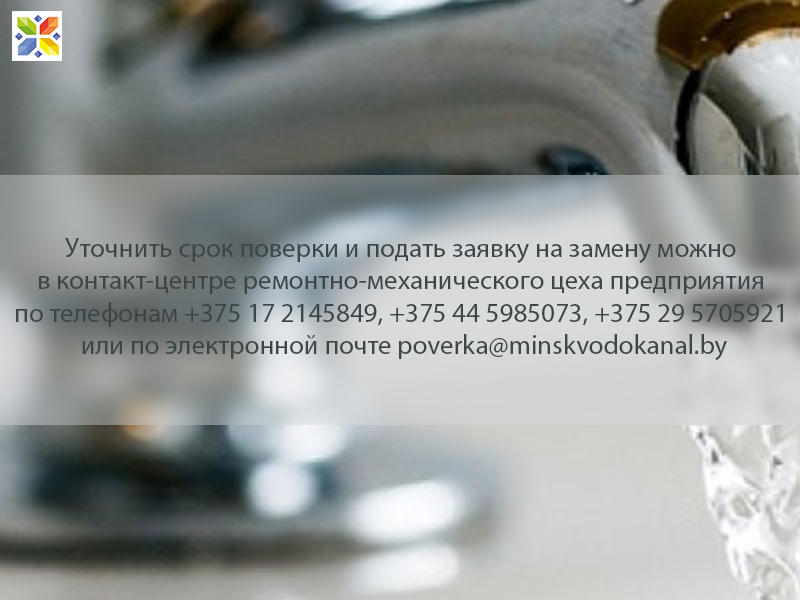 Уточнить срок поверки и подать заявку на замену можно
в контакт-центре ремонтно-механического цеха предприятия
по телефонам +375 17 2145849, +375 44 5985073, +375 29 5705921
или по электронной почте poverka@minskvodokanal.by